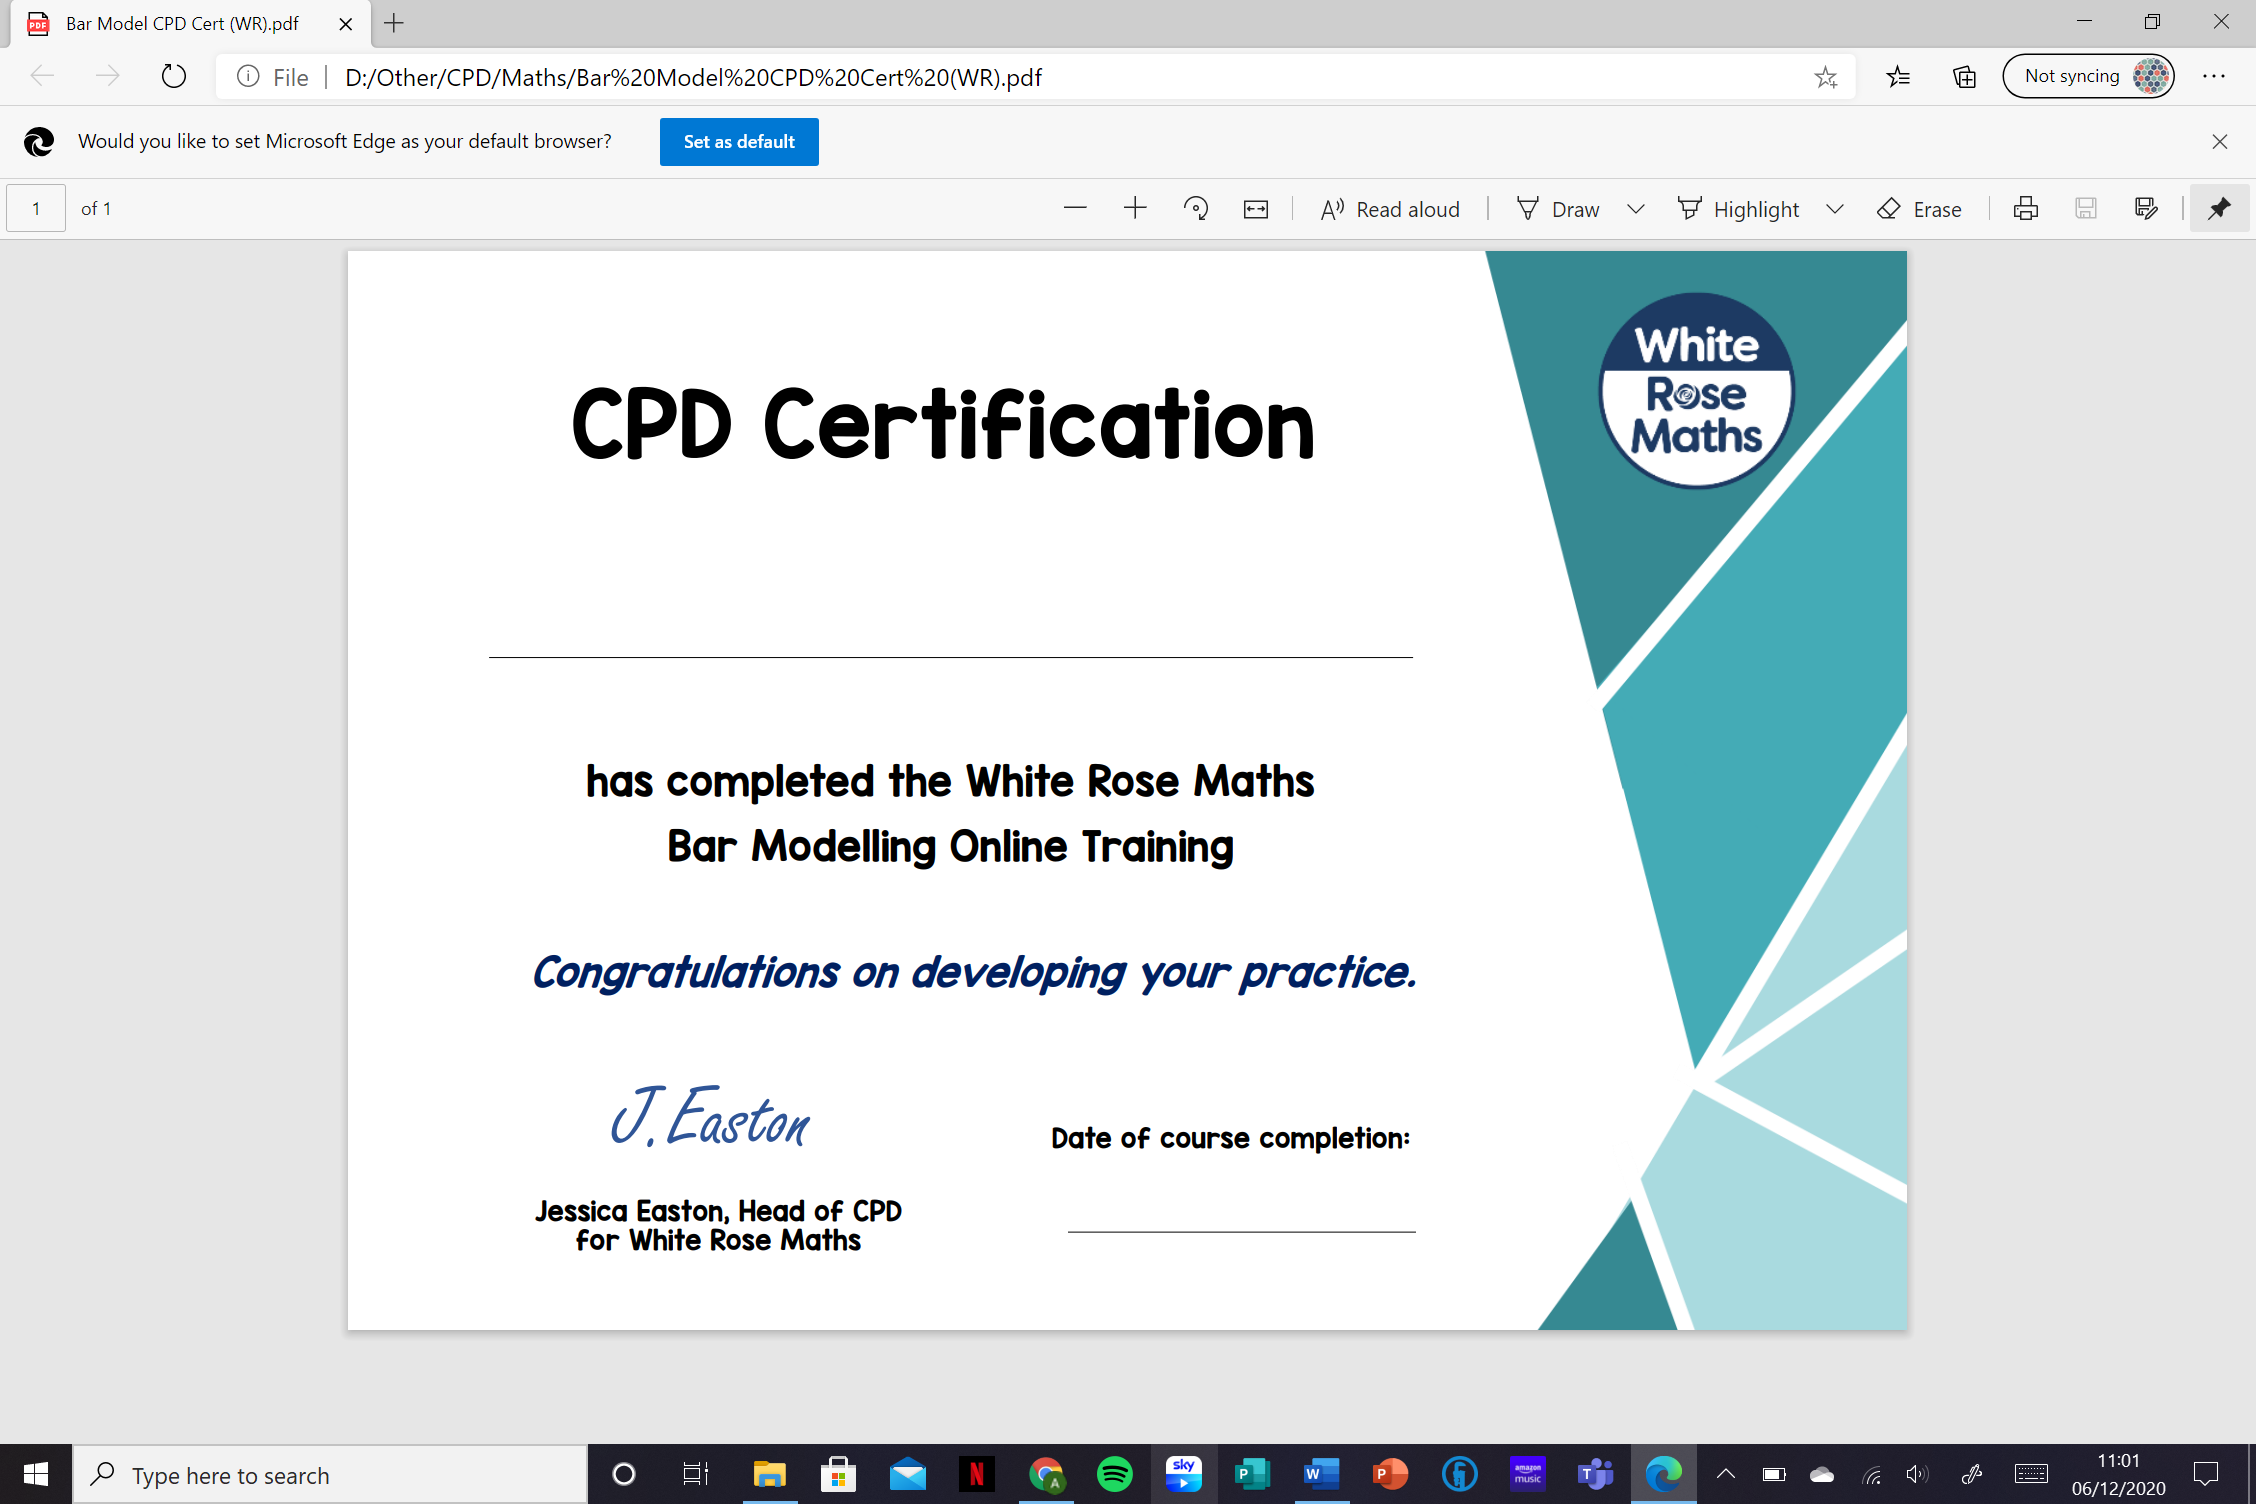 Bar Model CPD Cert (WR).pdf
File
D:/Other/CPD/Maths/Bar%20Model%20CPD%20Cert%20(WR).pdf
Not syncing
Would you like to set Microsoft Edge as your default browser?
Set as default
1 of 1
Read aloud
Draw
Highlight
Erase
White
Rose
Maths
CPD Certification
has completed the White Rose Maths
Bar Modelling Online Training
Congratulations on developing your practice.
J.Easton
Date of course completion:
Jessica Easton, Head of CPD
for White Rose Maths
Type here to search
N
A
sky
P
W
P
amazon
music
T
11:01
06/12/2020